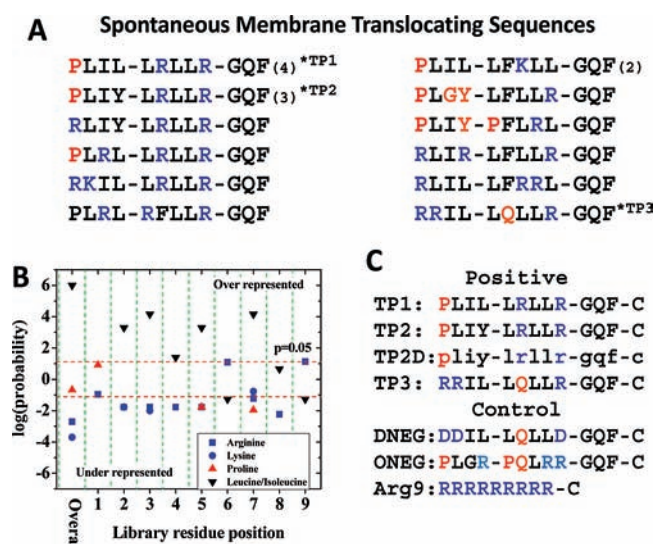 Spontaneous Membrane Translocating Sequences
A
PLIL-LRLLR-GQF(4)*TP1
PLIY-LRLLR-GQF(3)*TP2
RLIY-LRLLR-GQF
PLRL-LRLLR-GQF
RKIL-LRLLR-GQF
PLRL-RFLLR-GQF
PLIL-LFKLL-GQF(2)
PLGY-LFLLR-GQF
PLIY-PFLRL-GQF
RLIR-LFLLR-GQF
RLIL-LFRRL-GQF
RRIL-LQLLR-GQF*TP3
B
Over represented
p=0.05
log(probability)
6
4
2
0
-2
-4
-6
Under represented
Arginine
Lysine
Proline
Leucine/Isoleucine
Overa 1 2 3 4 5 6 7 8 9
Library residue position
C
Positive
TP1: PLIL-LRLLR-GQF-C
TP2: PLIY-LRLLR-GQF-C
TP2D: pliy-lrllr-gqf-c
TP3: RRIL-LQLLR-GQF-C
Control
DNEG: DDIL-LQLLD-GQF-C
ONEG: PLGR-PQLRR-GQF-C
Arg9: RRRRRRRRR-C